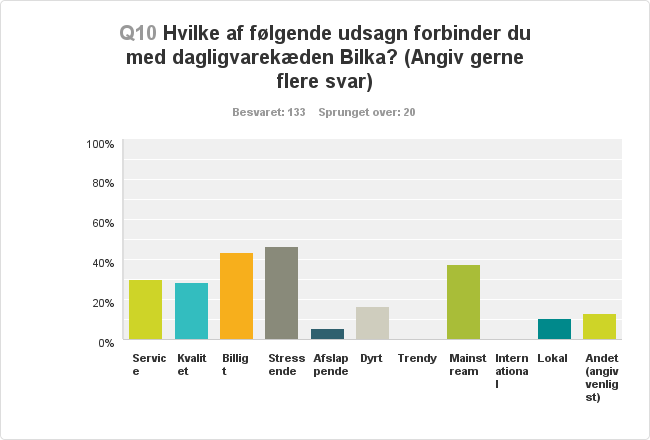 Q10 Hvilke af følgende udsagn forbinder du
med dagligvarekæden Bilka? (Angiv gerne
flere svar)
Besvaret: 133 Sprunget over: 20
100%
80%
60%
40%
20%
0%
Servic
e
Kvalit
et
Billig
t
Stress
ende
Afslap
pende
Dyrt
Trendy
Mainst
ream
Intern
ationa
l
Lokal
Andet
(angiv
venlig
st)